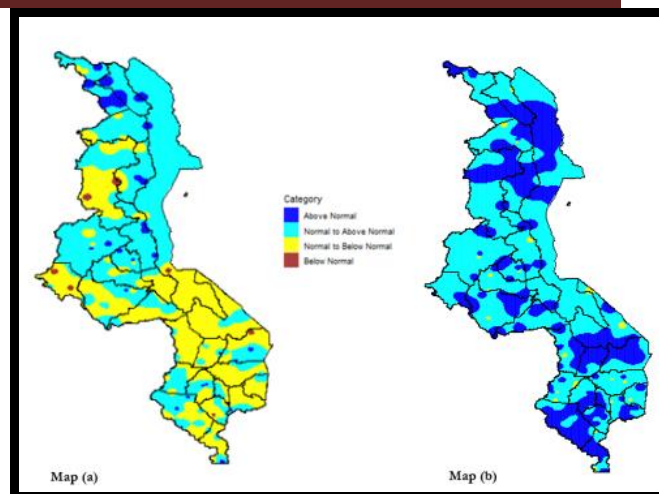 Category
Above Normal
Normal to Above Normal
Normal to Below Normal
Below Normal
Map (a)
Map (b)